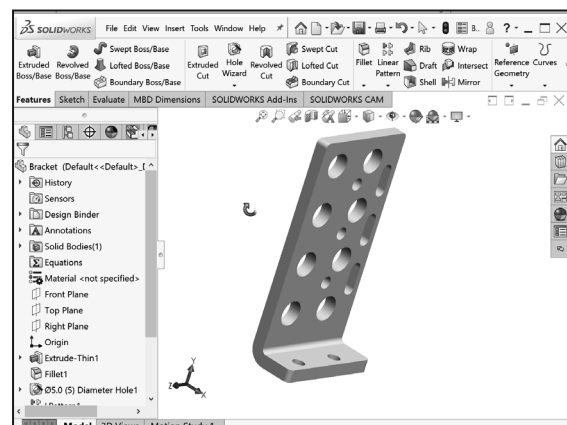 SOLIDWORKS File Edit View Insert Tools Window Help B.. ?
Extruded Boss/Base
Revolved Boss/Base
Swept Boss/Base
Lofted Boss/Base
Boundary Boss/Base
Extruded Cut
Hole Wizard
Revolved Cut
Swept Cut
Lofted Cut
Boundary Cut
Fillet
Linear Pattern
Rib
Draft
Shell
Wrap
Intersect
Mirror
Reference Geometry
Curves
Features Sketch Evaluate MBD Dimensions SOLIDWORKS Add-Ins SOLIDWORKS CAM
Bracket (Default<<Default>_
History
Sensors
Design Binder
Annotations
Solid Bodies(1)
Equations
Material <not specified>
Front Plane
Top Plane
Right Plane
Origin
Extrude-Thin1
Fillet1
Ø5.0 (5) Diameter Hole1
LPattern1
Y
Z
X
Model 3D Views Motion Study 1